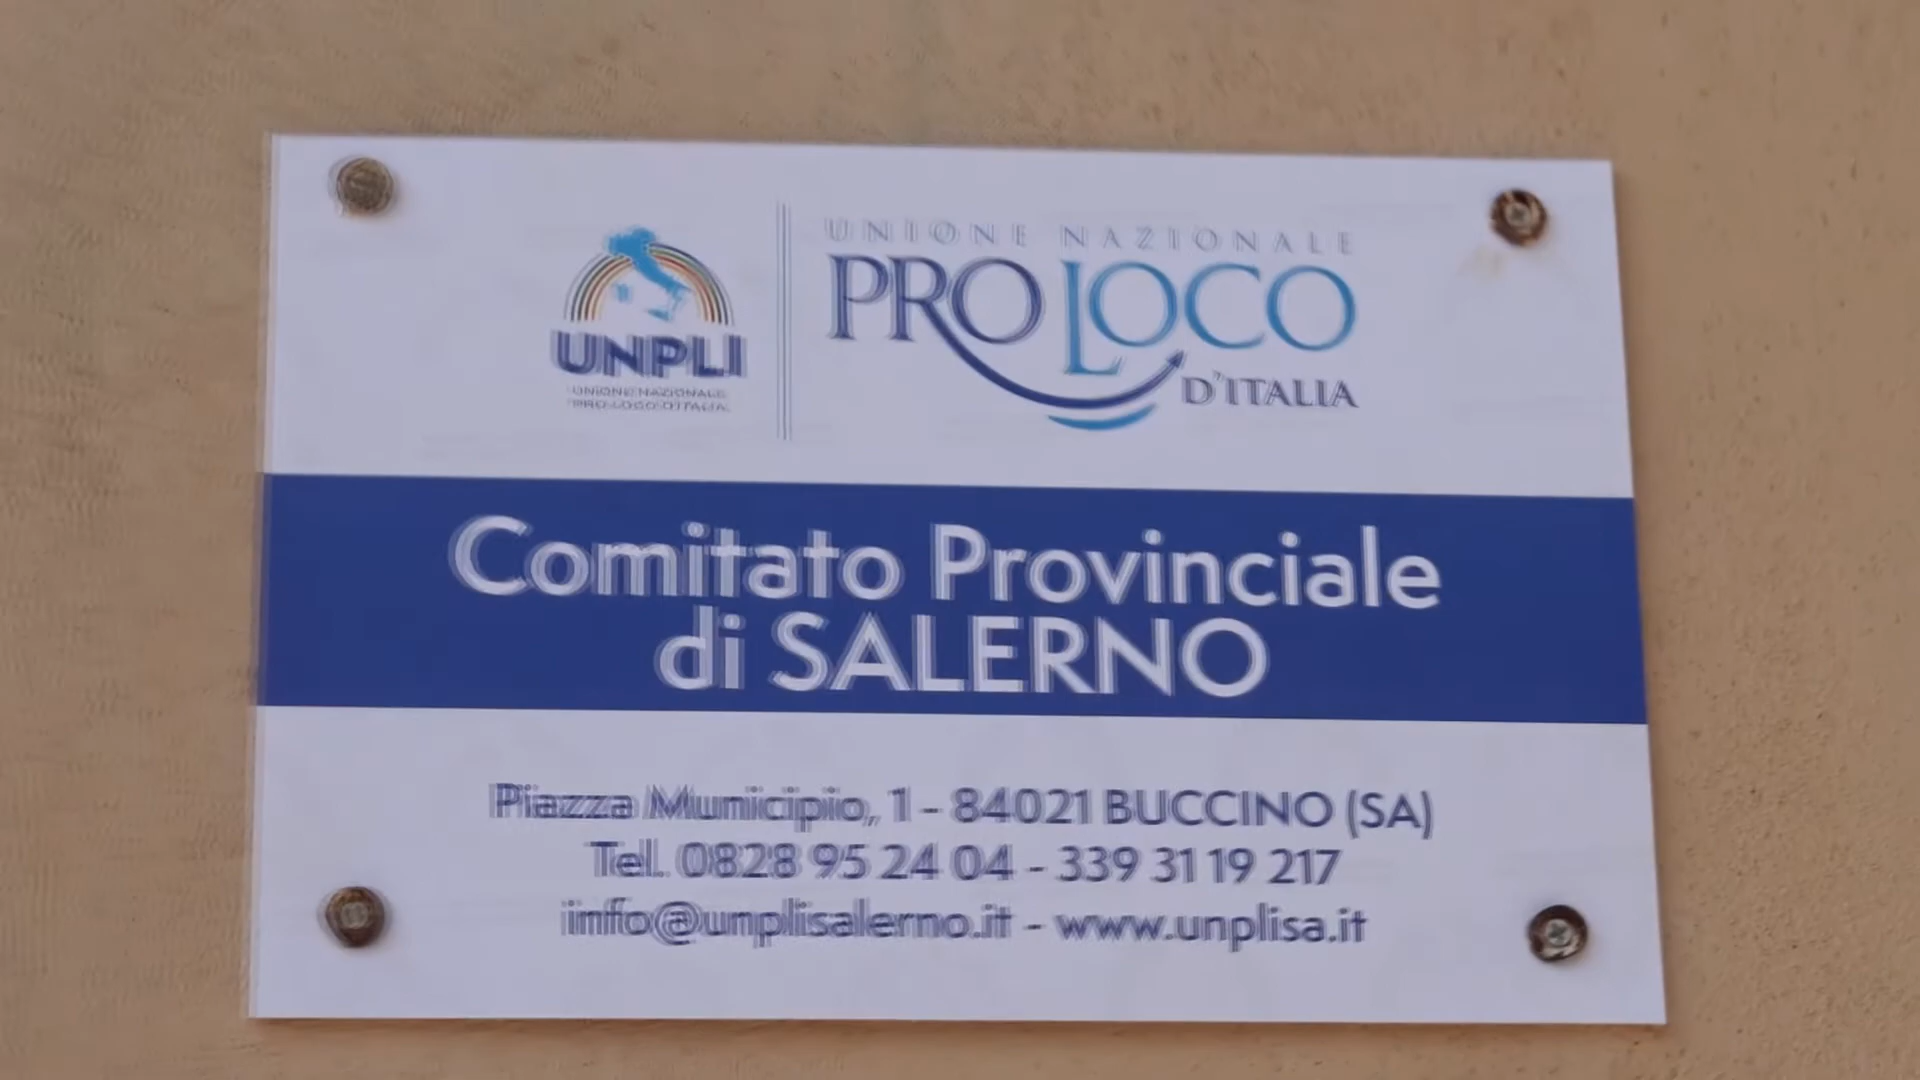 UNPLI
UNIONE NAZIONALE
PRO LOCO D'ITALIA
UNIONE NAZIONALE
PRO LOCO
D'ITALIA
Comitato Provinciale
di SALERNO
Piazza Municipio, 1 - 84021 BUCCINO (SA)
Tel. 0828 95 24 04 - 339 31 19 217
info@unplisalerno.it - www.unplisa.it